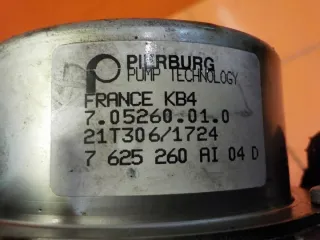 PIERBURG
PUMP TECHNOLOGY
FRANCE KB4
7.05260.01.0
21T306/1724
7 625 260 AI 04 D